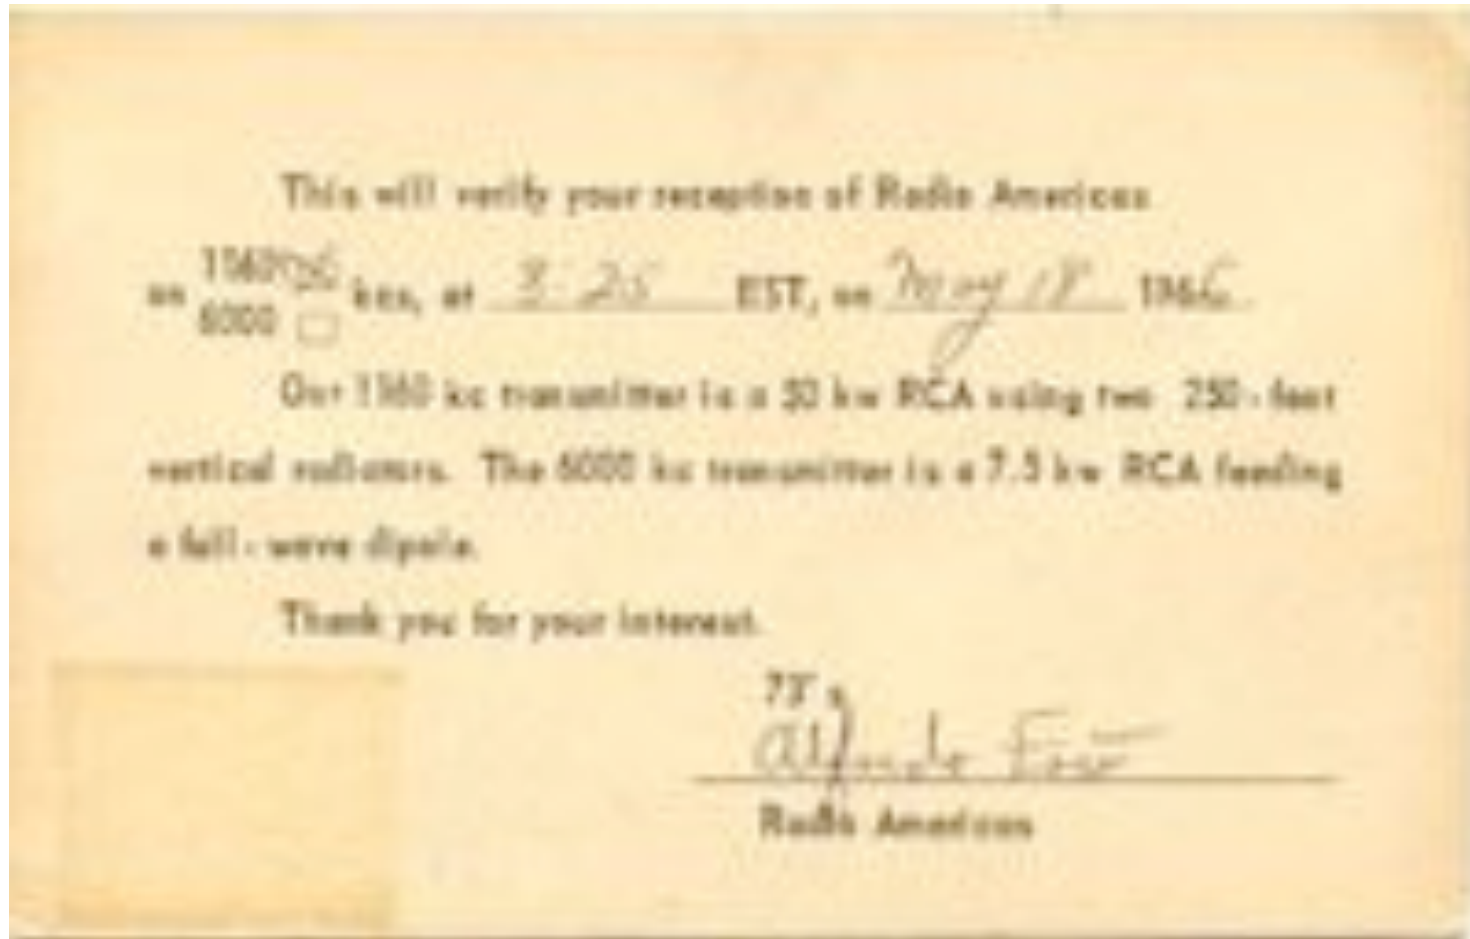 This will verify your reception of Radio Americas
on 1160 kcs, at 8:25 EST, on May 18 1966
6000
Our 1160 kc transmitter is a 50 kw RCA using two 250-foot
vertical radiators. The 6000 kc transmitter is a 7.5 kw RCA feeding
a full-wave dipole.
Thank you for your interest.
73's
Radio Americas